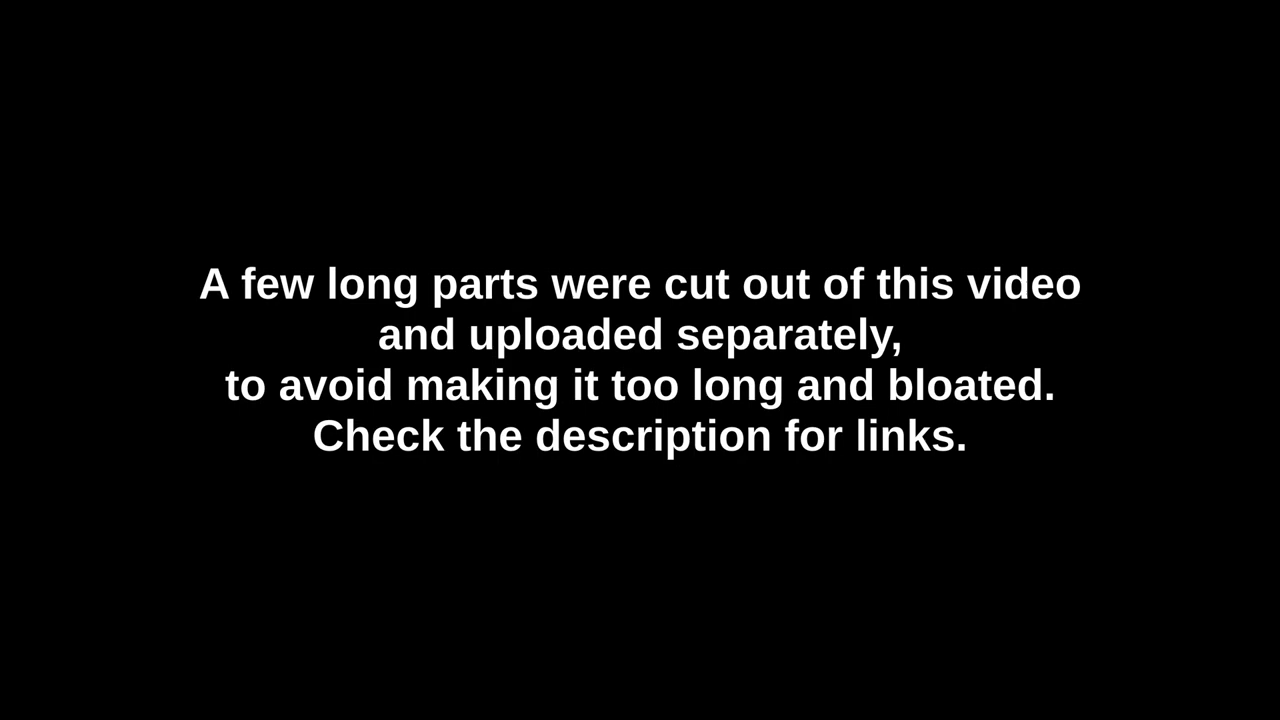 A few long parts were cut out of this video
and uploaded separately,
to avoid making it too long and bloated.
Check the description for links.